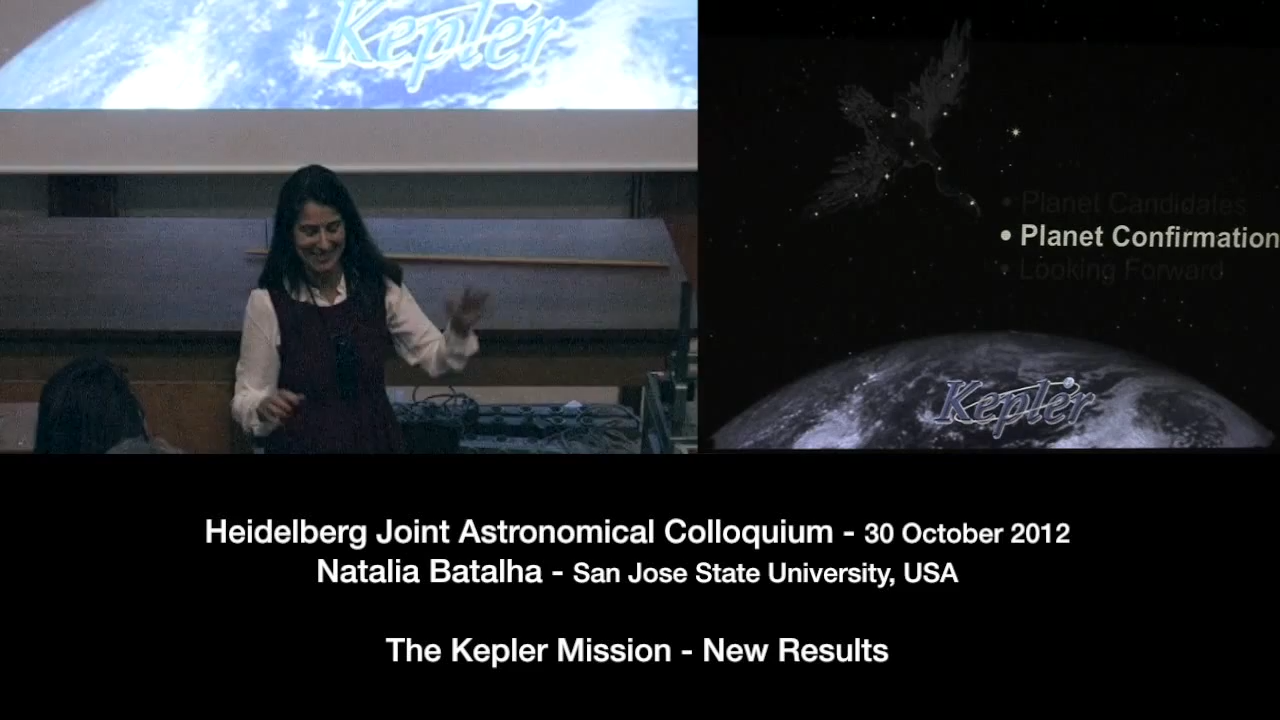 Kepler
• Planet Candidates
• Planet Confirmation
• Looking Forward
Kepler
Heidelberg Joint Astronomical Colloquium - 30 October 2012
Natalia Batalha - San Jose State University, USA
The Kepler Mission - New Results